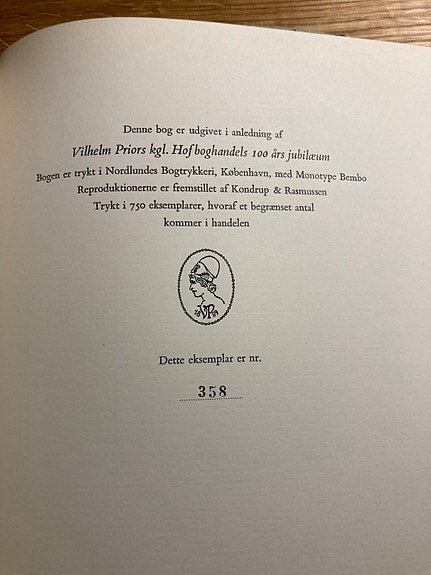 Denne bog er udgivet i anledning af
Vilhelm Priors kgl. Hofboghandels 100 års jubilæum
Bogen er trykt i Nordlundes Bogtrykkeri, København, med Monotype Bembo
Reproduktionerne er fremstillet af Kondrup & Rasmussen
Trykt i 750 eksemplarer, hvoraf et begrænset antal
kommer i handelen
VP
Dette eksemplar er nr.
358